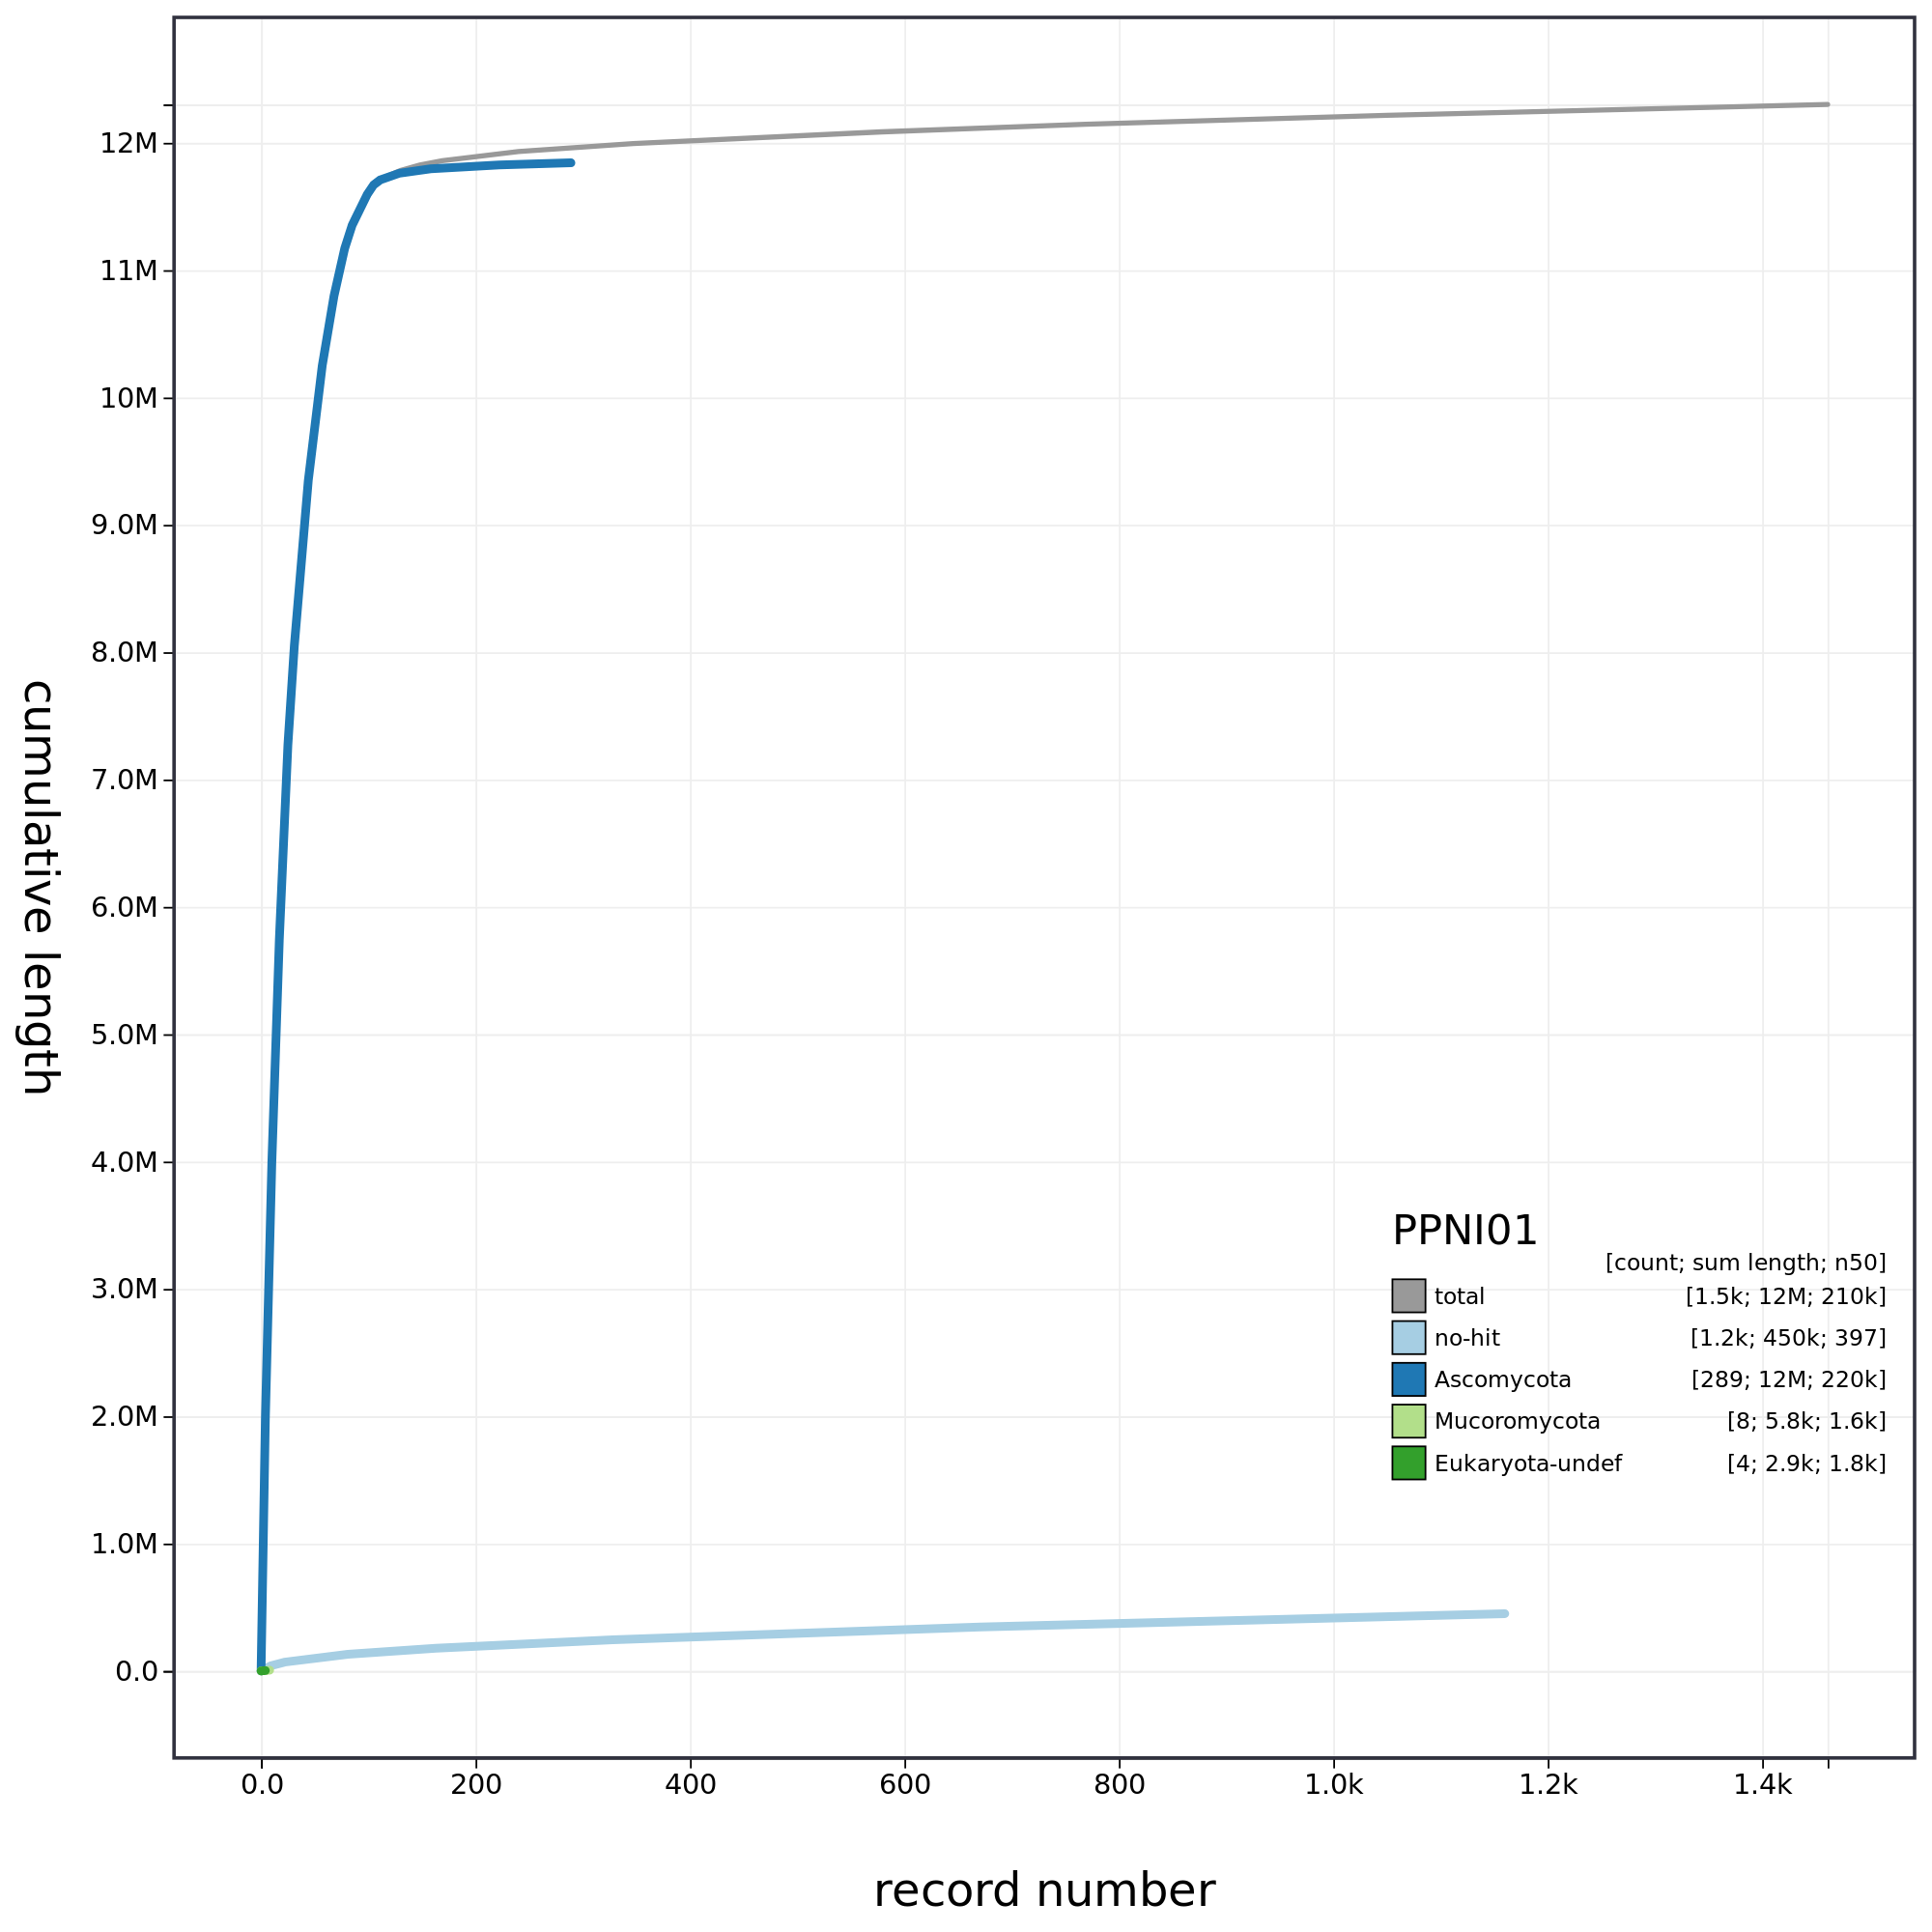 12M
11M
10M
9.0M
8.0M
7.0M
6.0M
5.0M
4.0M
3.0M
2.0M
1.0M
0.0
cumulative length
PPNI01
[count; sum length; n50]
total [1.5k; 12M; 210k]
no-hit [1.2k; 450k; 397]
Ascomycota [289; 12M; 220k]
Mucoromycota [8; 5.8k; 1.6k]
Eukaryota-undef [4; 2.9k; 1.8k]
0.0 200 400 600 800 1.0k 1.2k 1.4k
record number